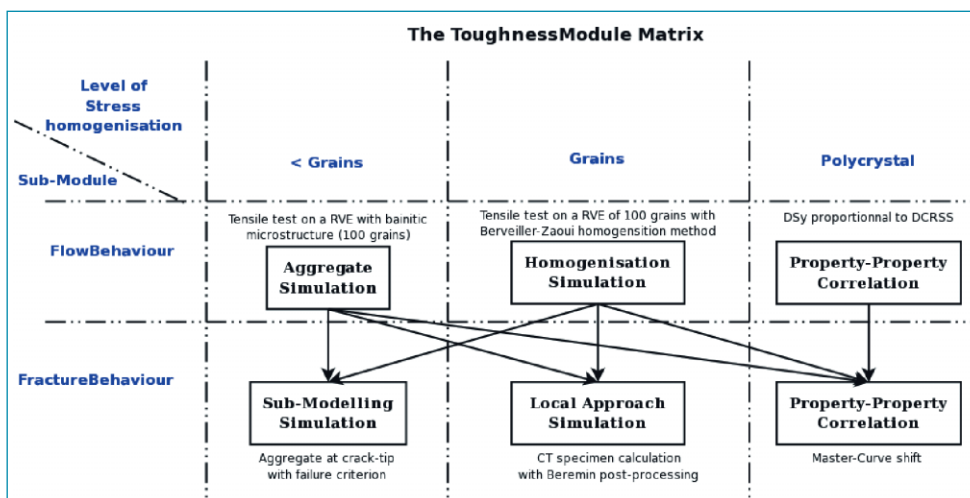 The ToughnessModule Matrix
Level of
Stress
homogenisation
Sub-Module
< Grains
Grains
Polycrystal
FlowBehaviour
Tensile test on a RVE with bainitic
microstructure (100 grains)
Aggregate
Simulation
Tensile test on a RVE of 100 grains with
Berveiller-Zaoui homogensition method
Homogenisation
Simulation
DSy proportionnal to DCRSS
Property-Property
Correlation
FractureBehaviour
Sub-Modelling
Simulation
Aggregate at crack-tip
with failure criterion
Local Approach
Simulation
CT specimen calculation
with Beremin post-processing
Property-Property
Correlation
Master-Curve shift